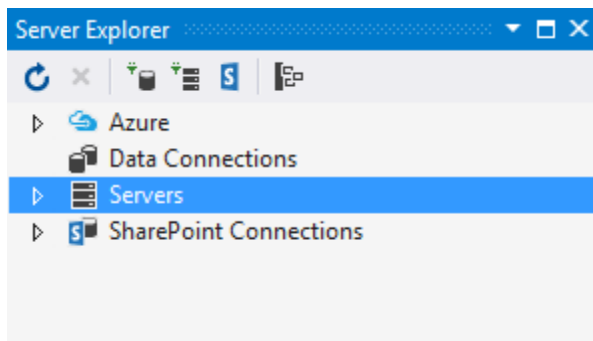 Server Explorer
Azure
Data Connections
Servers
SharePoint Connections